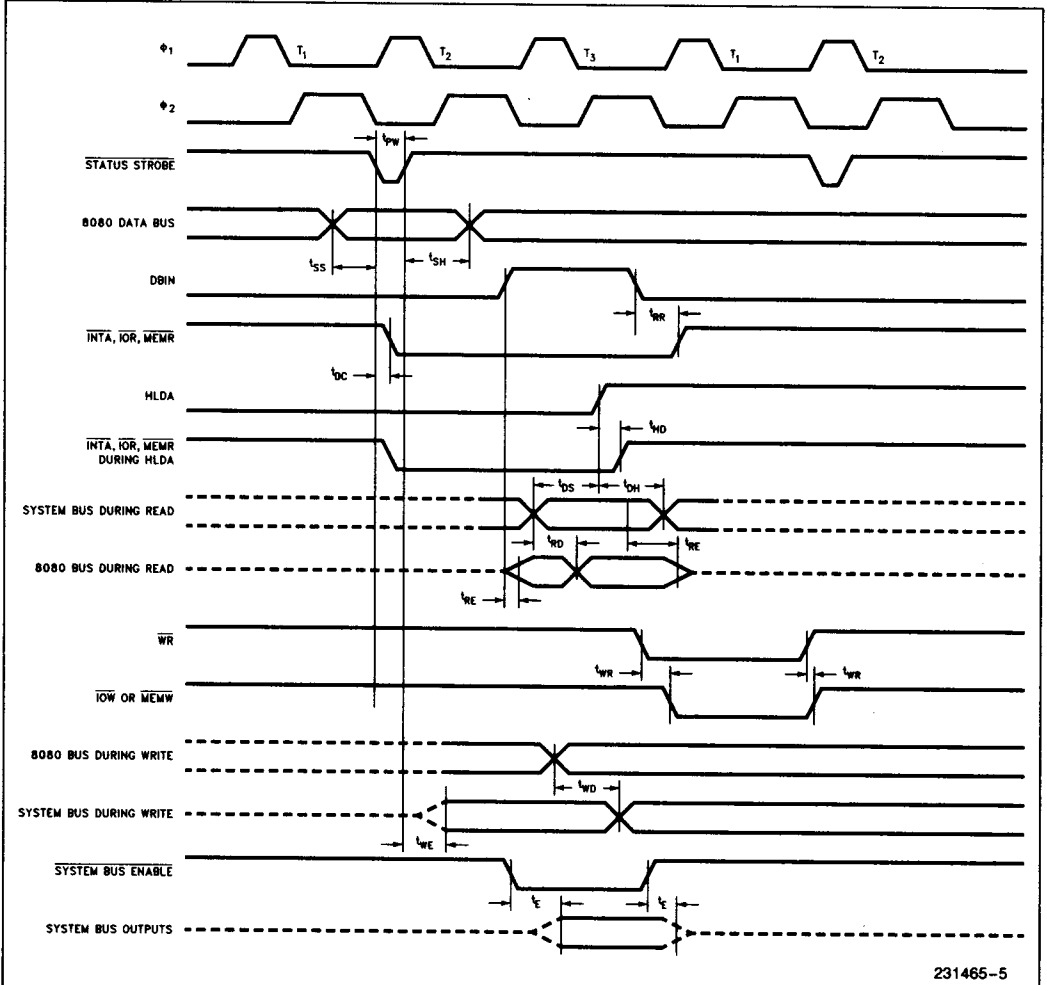 φ1 T1 T2 T3 T1 T2
φ2
tPW
STATUS STROBE
8080 DATA BUS
tSS tSH
DBIN
tRR
INTA, IOR, MEMR
tDC
HLDA
tHD
INTA, IOR, MEMR
DURING HLDA
tDS tDH
SYSTEM BUS DURING READ
tRD tRE
8080 BUS DURING READ
tRE
WR
tWR tWR
IOW OR MEMW
8080 BUS DURING WRITE
tWD
SYSTEM BUS DURING WRITE
tWE
SYSTEM BUS ENABLE
tE tE
SYSTEM BUS OUTPUTS
231465-5